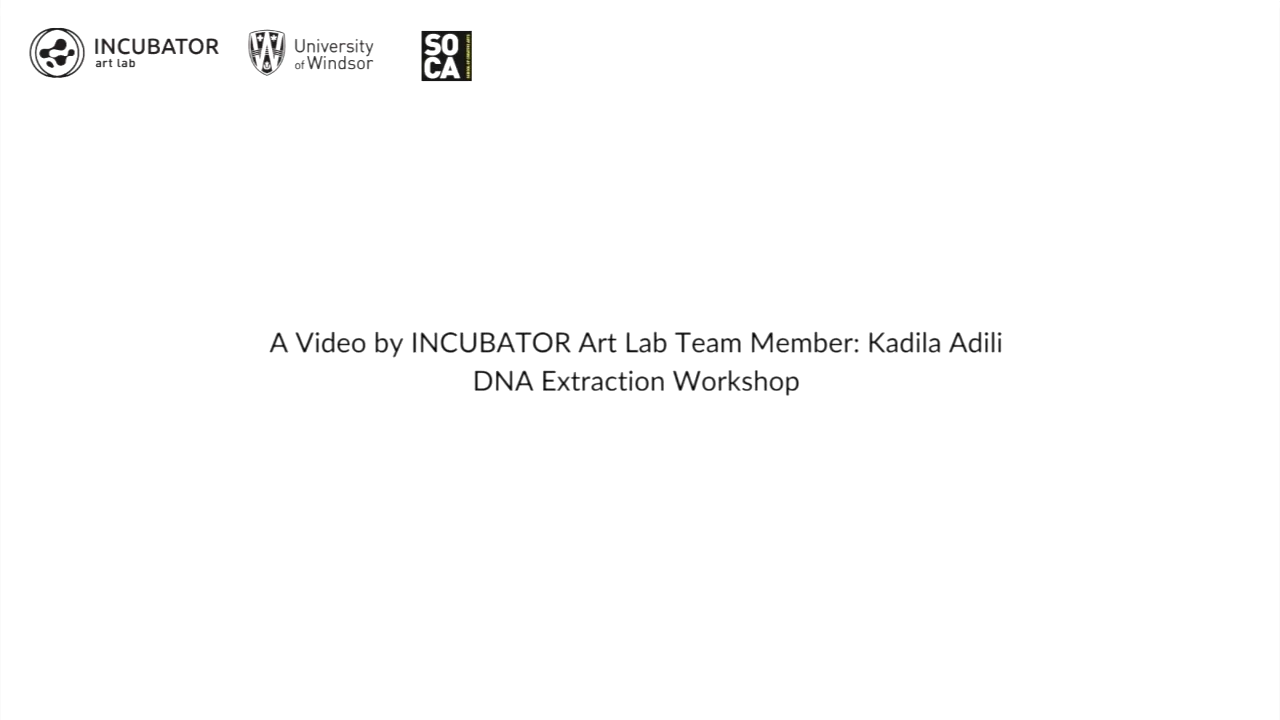 INCUBATOR
art lab
University
of Windsor
SO
CA
A Video by INCUBATOR Art Lab Team Member: Kadila Adili
DNA Extraction Workshop